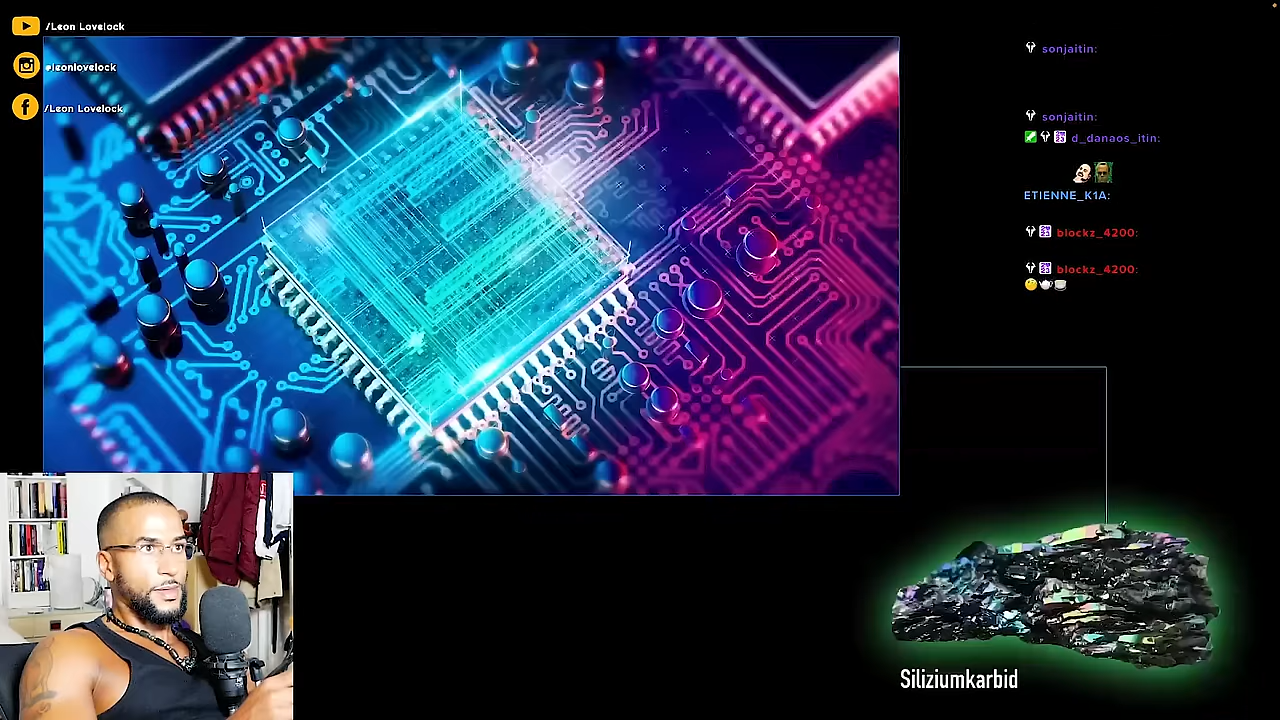 /Leon Lovelock
@leonlovelock
/Leon Lovelock
sonjaitin:
sonjaitin:
d_danaos_itin:
ETIENNE_K1A:
blockz_4200:
blockz_4200:
Siliziumkarbid